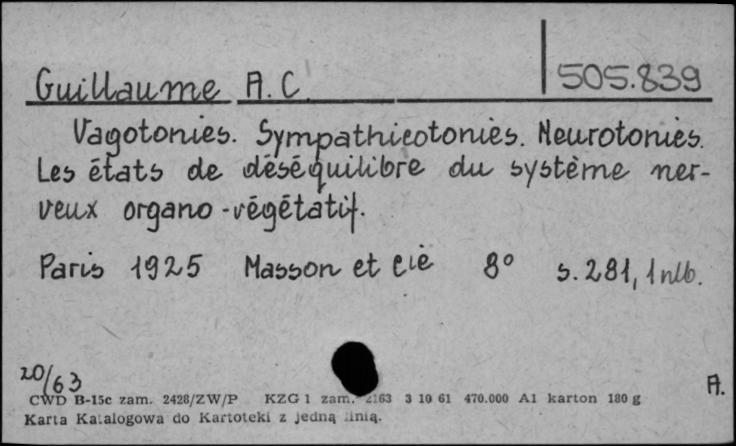 Guillaume A. C. 505.839
Vagotonies. Sympathicotonies. Neurotonies.
Les états de déséquilibre du système ner-
veux organo-végétatif.
Paris 1925 Masson et Cie 8° s. 281, 1 nlb.
20/63
A.
CWD B-15c zam. 2428/ZW/P KZG 1 zam. 2163 3 10 61 470.000 A1 karton 180 g
Karta Katalogowa do Kartoteki z jedną linią.